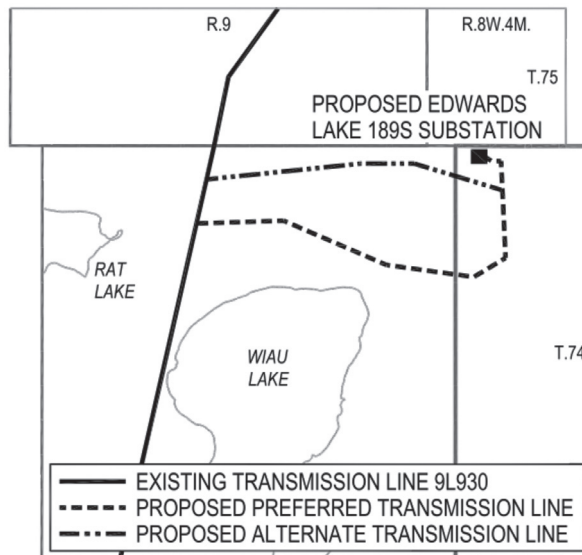 R.9
R.8W.4M.
T.75
PROPOSED EDWARDS
LAKE 189S SUBSTATION
RAT
LAKE
WIAU
LAKE
T.74
EXISTING TRANSMISSION LINE 9L930
PROPOSED PREFERRED TRANSMISSION LINE
PROPOSED ALTERNATE TRANSMISSION LINE